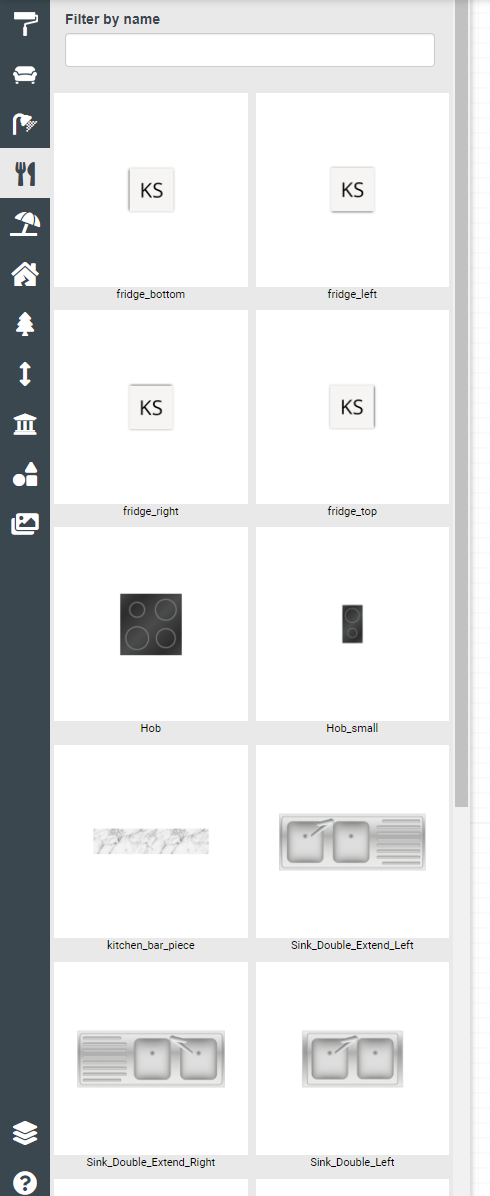 Filter by name
KS
KS
fridge_bottom
fridge_left
KS
KS
fridge_right
fridge_top
Hob
Hob_small
kitchen_bar_piece
Sink_Double_Extend_Left
Sink_Double_Extend_Right
Sink_Double_Left